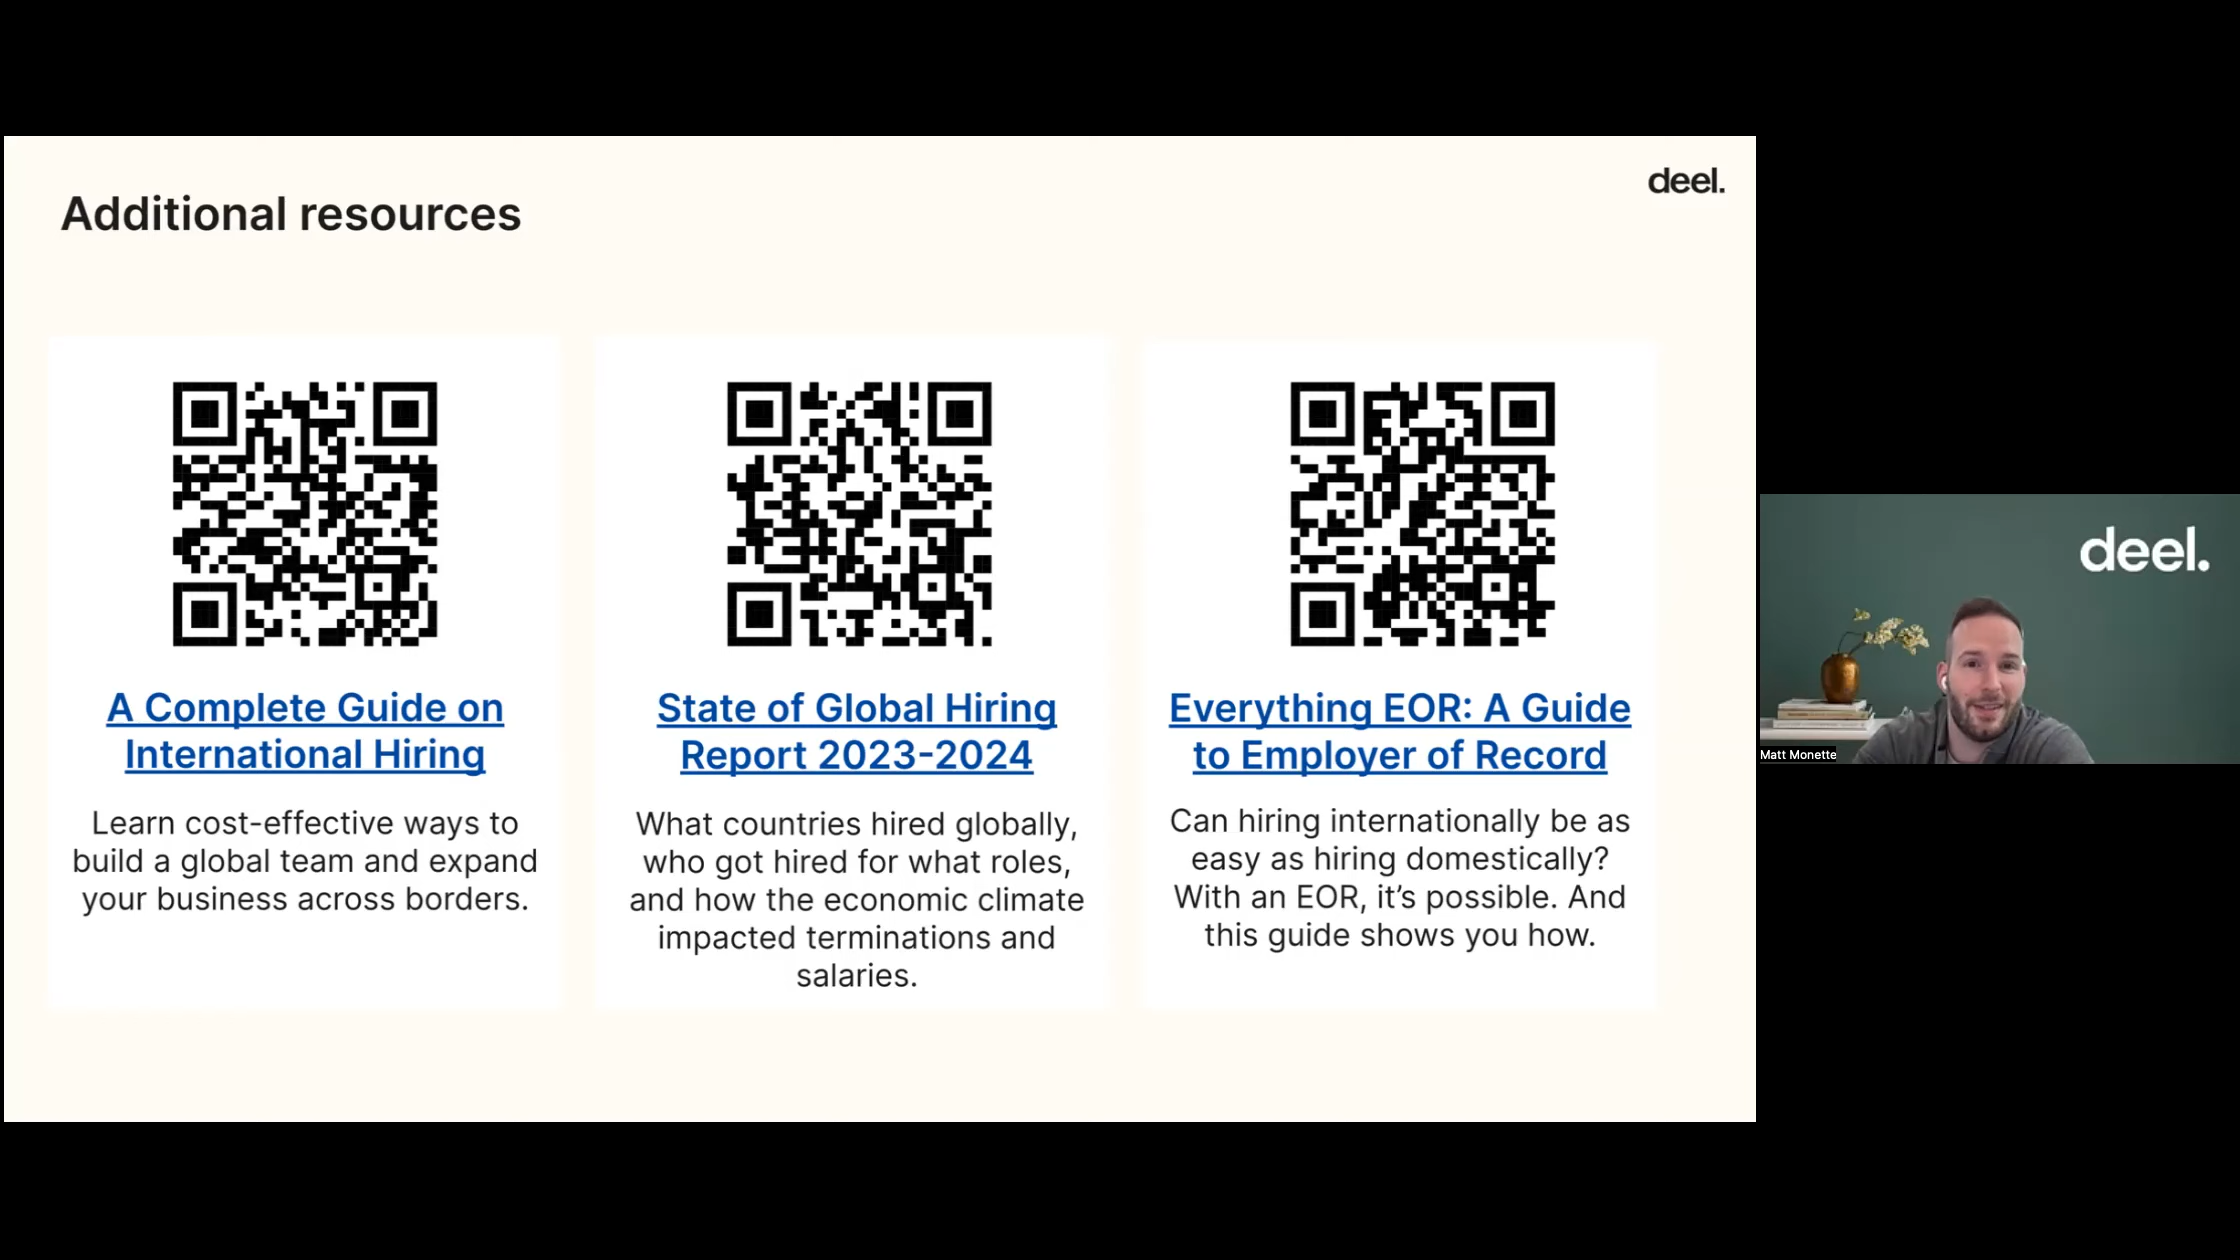 deel.
Additional resources
A Complete Guide on
International Hiring
Learn cost-effective ways to
build a global team and expand
your business across borders.
State of Global Hiring
Report 2023-2024
What countries hired globally,
who got hired for what roles,
and how the economic climate
impacted terminations and
salaries.
Everything EOR: A Guide
to Employer of Record
Can hiring internationally be as
easy as hiring domestically?
With an EOR, it’s possible. And
this guide shows you how.
deel.
Matt Monette